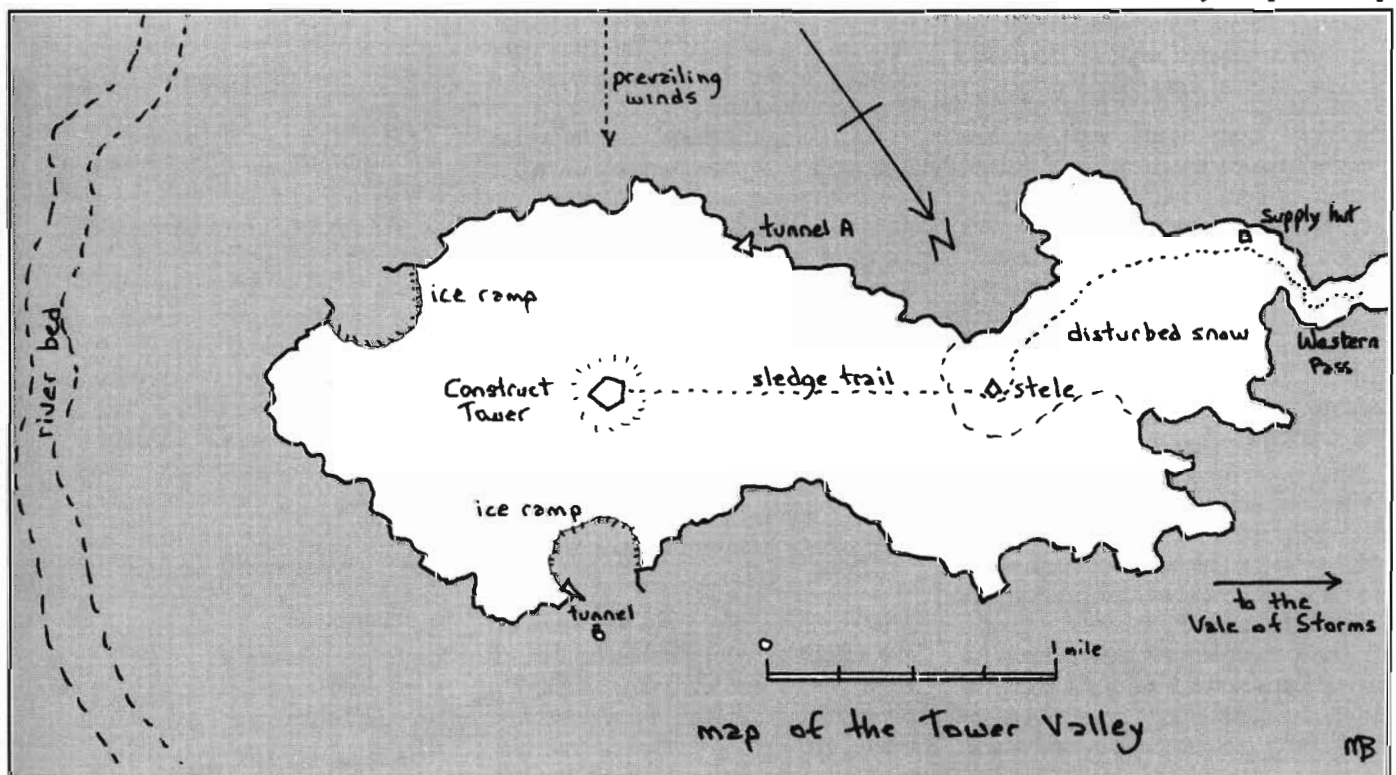 prevailing
winds
N
tunnel A
supply hut
ice ramp
river bed
disturbed snow
Western
Pass
Construct
Tower
sledge trail
stele
ice ramp
tunnel
B
to the
Vale of Storms
0
1 mile
map of the Tower Valley
MB